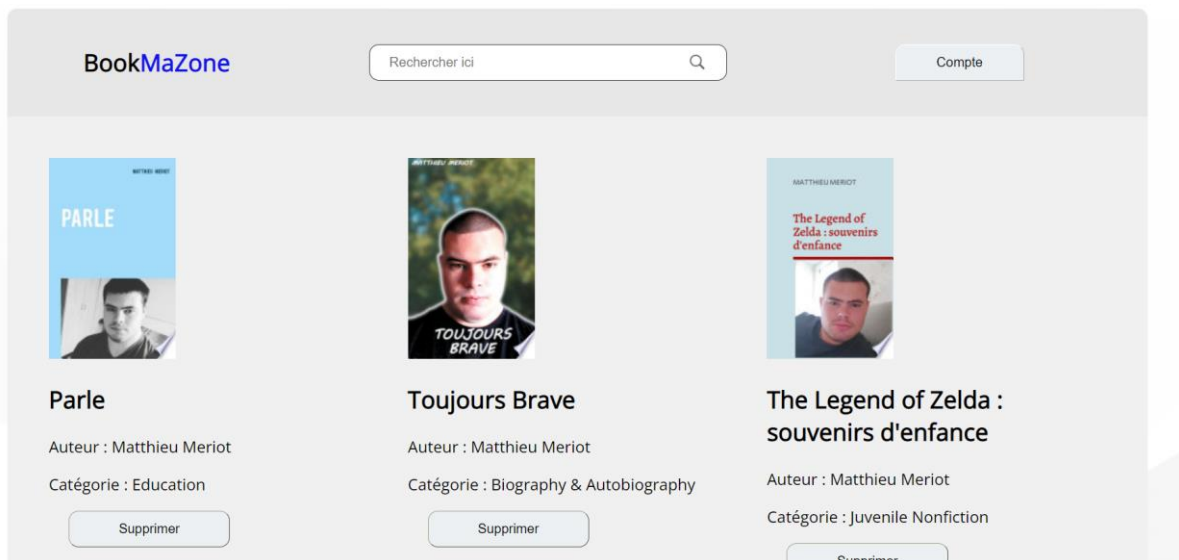 BookMaZone
Rechercher ici
Compte
MATTHIEU MERIOT
PARLE
MATTHIEU MERIOT
TOUJOURS
BRAVE
MATTHIEU MERIOT
The Legend of
Zelda : souvenirs
d'enfance
Parle
Auteur : Matthieu Meriot
Catégorie : Education
Supprimer
Toujours Brave
Auteur : Matthieu Meriot
Catégorie : Biography & Autobiography
Supprimer
The Legend of Zelda :
souvenirs d'enfance
Auteur : Matthieu Meriot
Catégorie : Juvenile Nonfiction
Supprimer